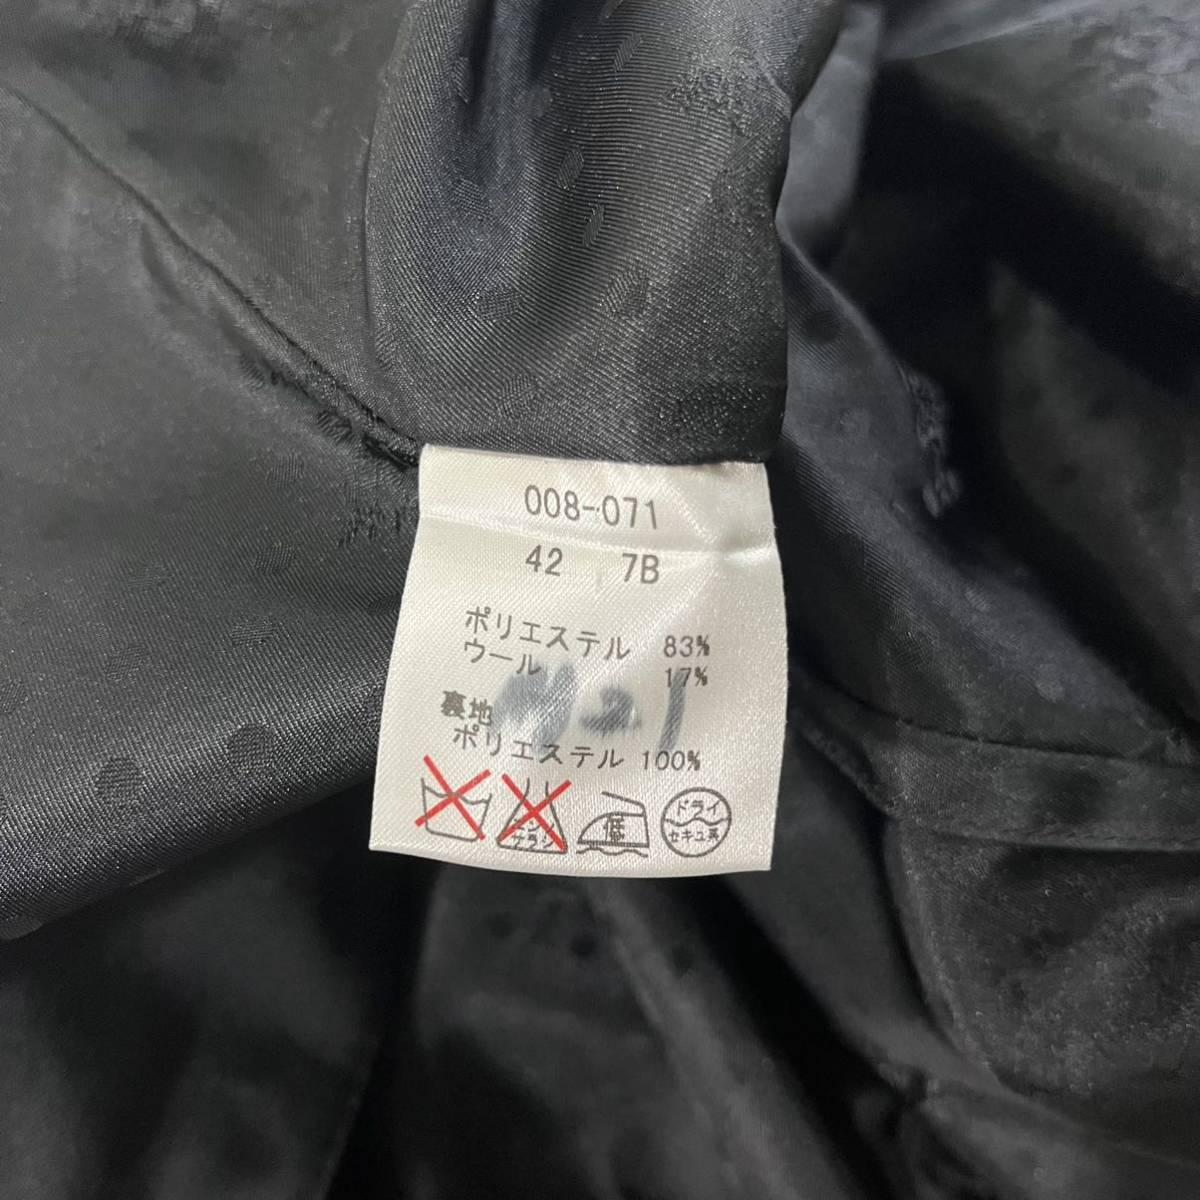 008-071
42 7B
ポリエステル 83%
ウール 17%
裏地
ポリエステル 100%
ドライ
セキユ系